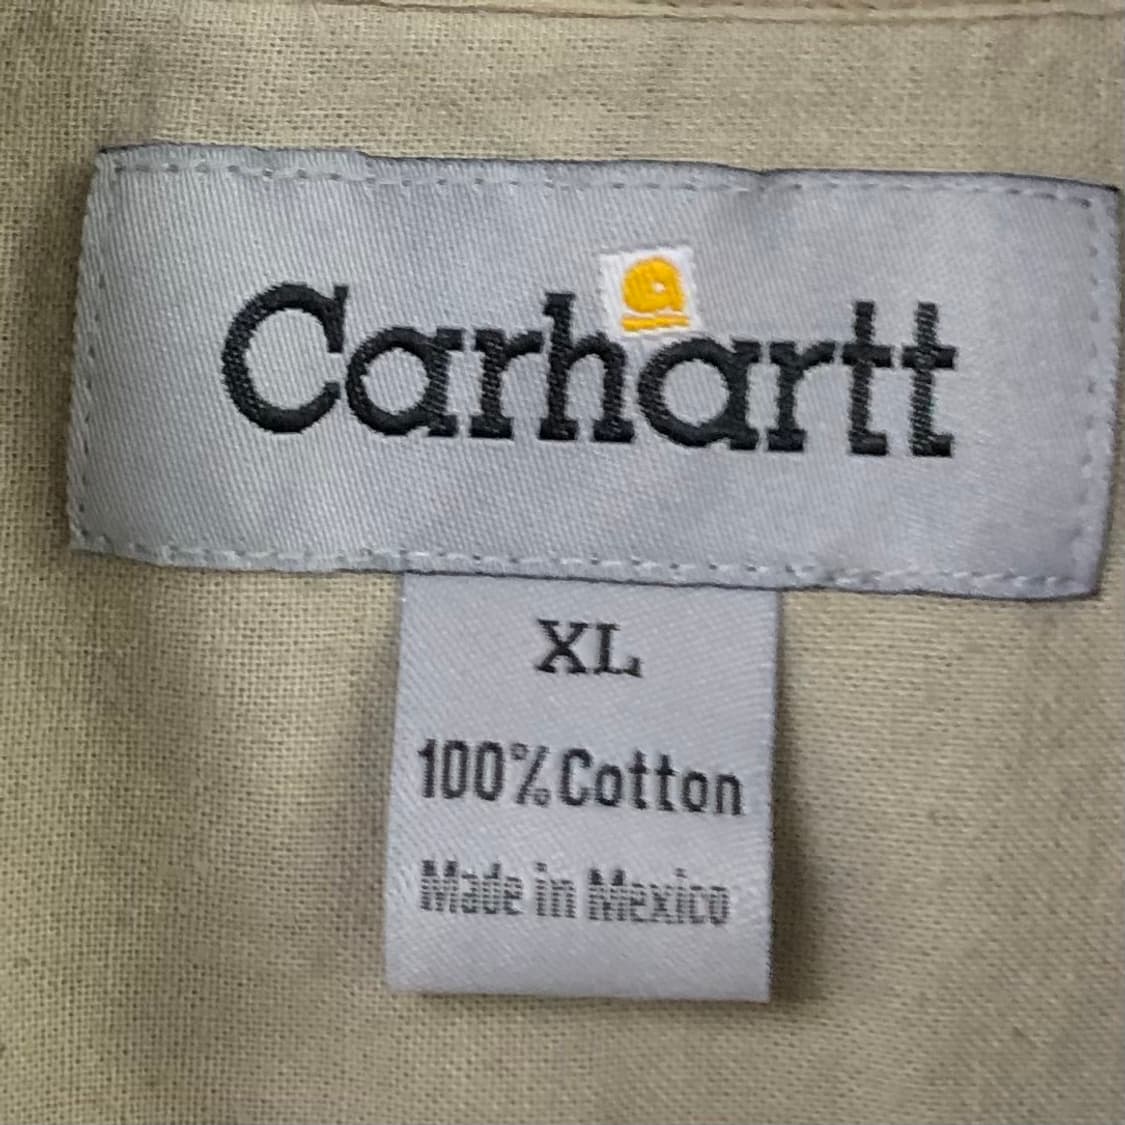 Carhartt
XL
100% Cotton
Made in Mexico